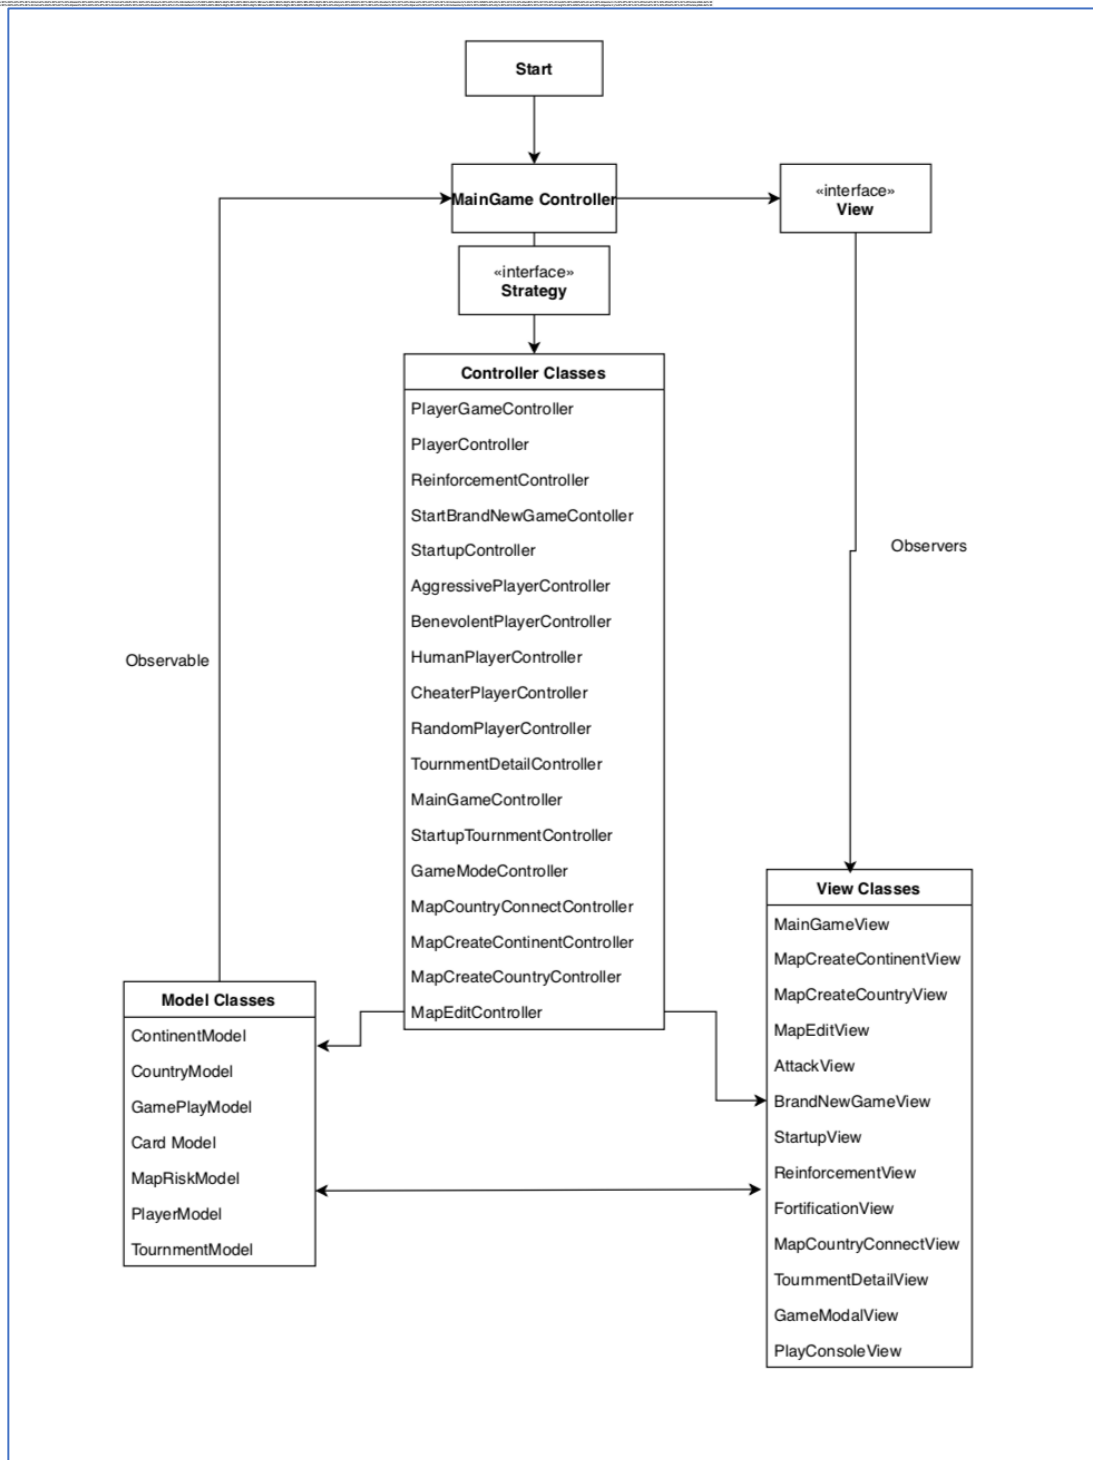 Start
MainGame Controller
«interface»
View
«interface»
Strategy
Controller Classes
PlayerGameController
PlayerController
ReinforcementController
StartBrandNewGameContoller
StartupController
AggressivePlayerController
BenevolentPlayerController
HumanPlayerController
CheaterPlayerController
RandomPlayerController
TournmentDetailController
MainGameController
StartupTournmentController
GameModeController
MapCountryConnectController
MapCreateContinentController
MapCreateCountryController
MapEditController
Observers
Observable
View Classes
MainGameView
MapCreateContinentView
MapCreateCountryView
MapEditView
AttackView
BrandNewGameView
StartupView
ReinforcementView
FortificationView
MapCountryConnectView
TournmentDetailView
GameModalView
PlayConsoleView
Model Classes
ContinentModel
CountryModel
GamePlayModel
Card Model
MapRiskModel
PlayerModel
TournmentModel